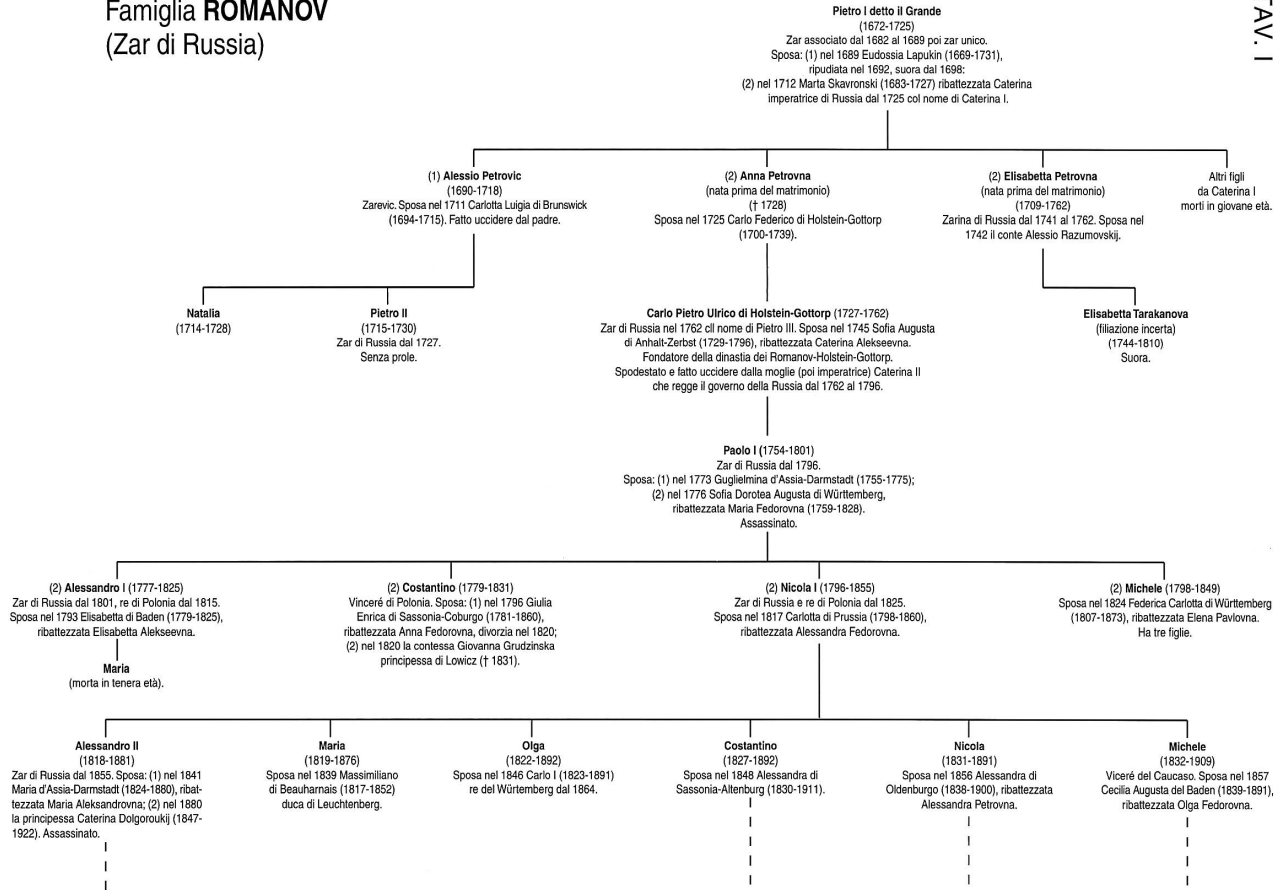 Famiglia ROMANOV
(Zar di Russia)
TAV. I
Pietro I detto il Grande
(1672-1725)
Zar associato dal 1682 al 1689 poi zar unico.
Sposa: (1) nel 1689 Eudossia Lapukin (1669-1731),
ripudiata nel 1692, suora dal 1698:
(2) nel 1712 Marta Skavronski (1683-1727) ribattezzata Caterina
imperatrice di Russia dal 1725 col nome di Caterina I.
(1) Alessio Petrovic
(1690-1718)
Zarevic. Sposa nel 1711 Carlotta Luigia di Brunswick
(1694-1715). Fatto uccidere dal padre.
(2) Anna Petrovna
(nata prima del matrimonio)
(† 1728)
Sposa nel 1725 Carlo Federico di Holstein-Gottorp
(1700-1739).
(2) Elisabetta Petrovna
(nata prima del matrimonio)
(1709-1762)
Zarina di Russia dal 1741 al 1762. Sposa nel
1742 il conte Alessio Razumovskij.
Altri figli
da Caterina I
morti in giovane età.
Natalia
(1714-1728)
Pietro II
(1715-1730)
Zar di Russia dal 1727.
Senza prole.
Carlo Pietro Ulrico di Holstein-Gottorp (1727-1762)
Zar di Russia nel 1762 cll nome di Pietro III. Sposa nel 1745 Sofia Augusta
di Anhalt-Zerbst (1729-1796), ribattezzata Caterina Alekseevna.
Fondatore della dinastia dei Romanov-Holstein-Gottorp.
Spodestato e fatto uccidere dalla moglie (poi imperatrice) Caterina II
che regge il governo della Russia dal 1762 al 1796.
Elisabetta Tarakanova
(filiazione incerta)
(1744-1810)
Suora.
Paolo I (1754-1801)
Zar di Russia dal 1796.
Sposa: (1) nel 1773 Guglielmina d'Assia-Darmstadt (1755-1775);
(2) nel 1776 Sofia Dorotea Augusta di Württemberg,
ribattezzata Maria Fedorovna (1759-1828).
Assassinato.
(2) Alessandro I (1777-1825)
Zar di Russia dal 1801, re di Polonia dal 1815.
Sposa nel 1793 Elisabetta di Baden (1779-1825),
ribattezzata Elisabetta Alekseevna.
Maria
(morta in tenera età).
(2) Costantino (1779-1831)
Vinceré di Polonia. Sposa: (1) nel 1796 Giulia
Enrica di Sassonia-Coburgo (1781-1860),
ribattezzata Anna Fedorovna, divorzia nel 1820;
(2) nel 1820 la contessa Giovanna Grudzinska
principessa di Lowicz († 1831).
(2) Nicola I (1796-1855)
Zar di Russia e re di Polonia dal 1825.
Sposa nel 1817 Carlotta di Prussia (1798-1860),
ribattezzata Alessandra Fedorovna.
(2) Michele (1798-1849)
Sposa nel 1824 Federica Carlotta di Württemberg
(1807-1873), ribattezzata Elena Pavlovna.
Ha tre figlie.
Alessandro II
(1818-1881)
Zar di Russia dal 1855. Sposa: (1) nel 1841
Maria d'Assia-Darmstadt (1824-1880), ribat-
tezzata Maria Aleksandrovna; (2) nel 1880
la principessa Caterina Dolgoroukij (1847-
1922). Assassinato.
Maria
(1819-1876)
Sposa nel 1839 Massimiliano
di Beauharnais (1817-1852)
duca di Leuchtenberg.
Olga
(1822-1892)
Sposa nel 1846 Carlo I (1823-1891)
re del Würtemberg dal 1864.
Costantino
(1827-1892)
Sposa nel 1848 Alessandra di
Sassonia-Altenburg (1830-1911).
Nicola
(1831-1891)
Sposa nel 1856 Alessandra di
Oldenburgo (1838-1900), ribattezzata
Alessandra Petrovna.
Michele
(1832-1909)
Viceré del Caucaso. Sposa nel 1857
Cecilia Augusta del Baden (1839-1891),
ribattezzata Olga Fedorovna.